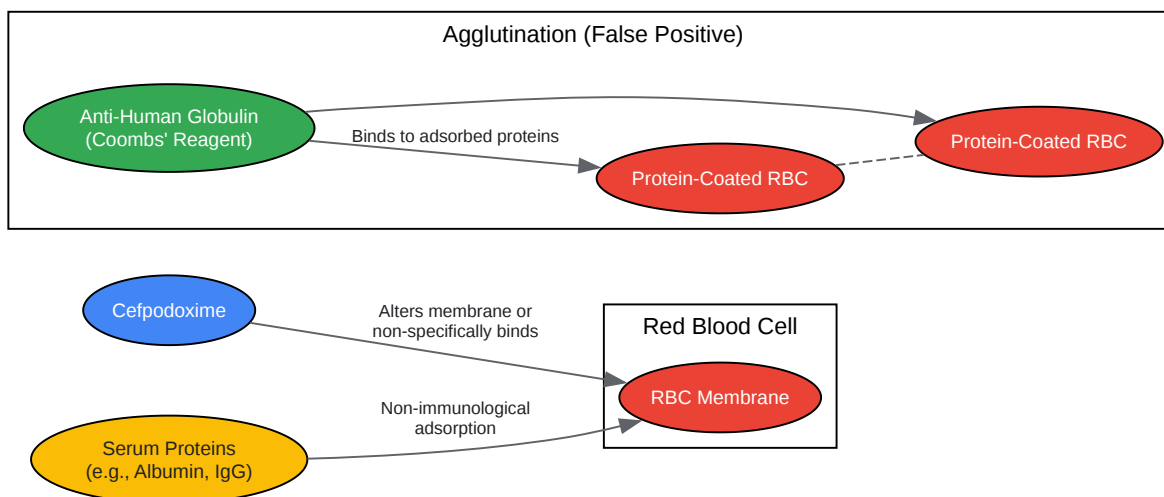 Agglutination (False Positive)
Anti-Human Globulin
(Coombs' Reagent)
Binds to adsorbed proteins
Protein-Coated RBC
Protein-Coated RBC
Cefpodoxime
Alters membrane or
non-specifically binds
Red Blood Cell
RBC Membrane
Non-immunological
adsorption
Serum Proteins
(e.g., Albumin, IgG)